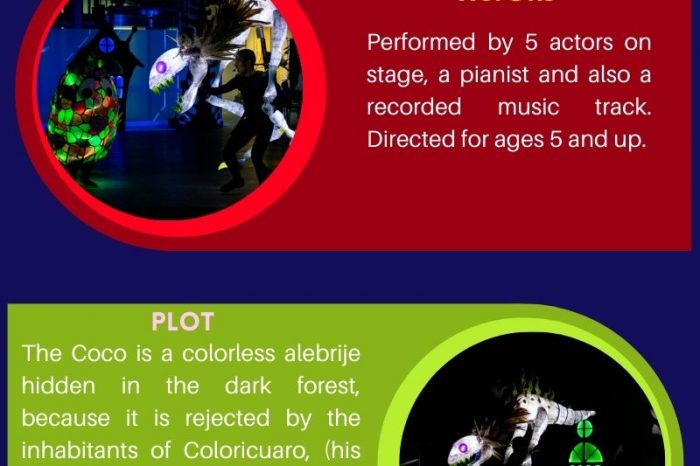 Performed by 5 actors on
stage, a pianist and also a
recorded music track.
Directed for ages 5 and up.
PLOT
The Coco is a colorless alebrije
hidden in the dark forest,
because it is rejected by the
inhabitants of Coloricuaro, (his